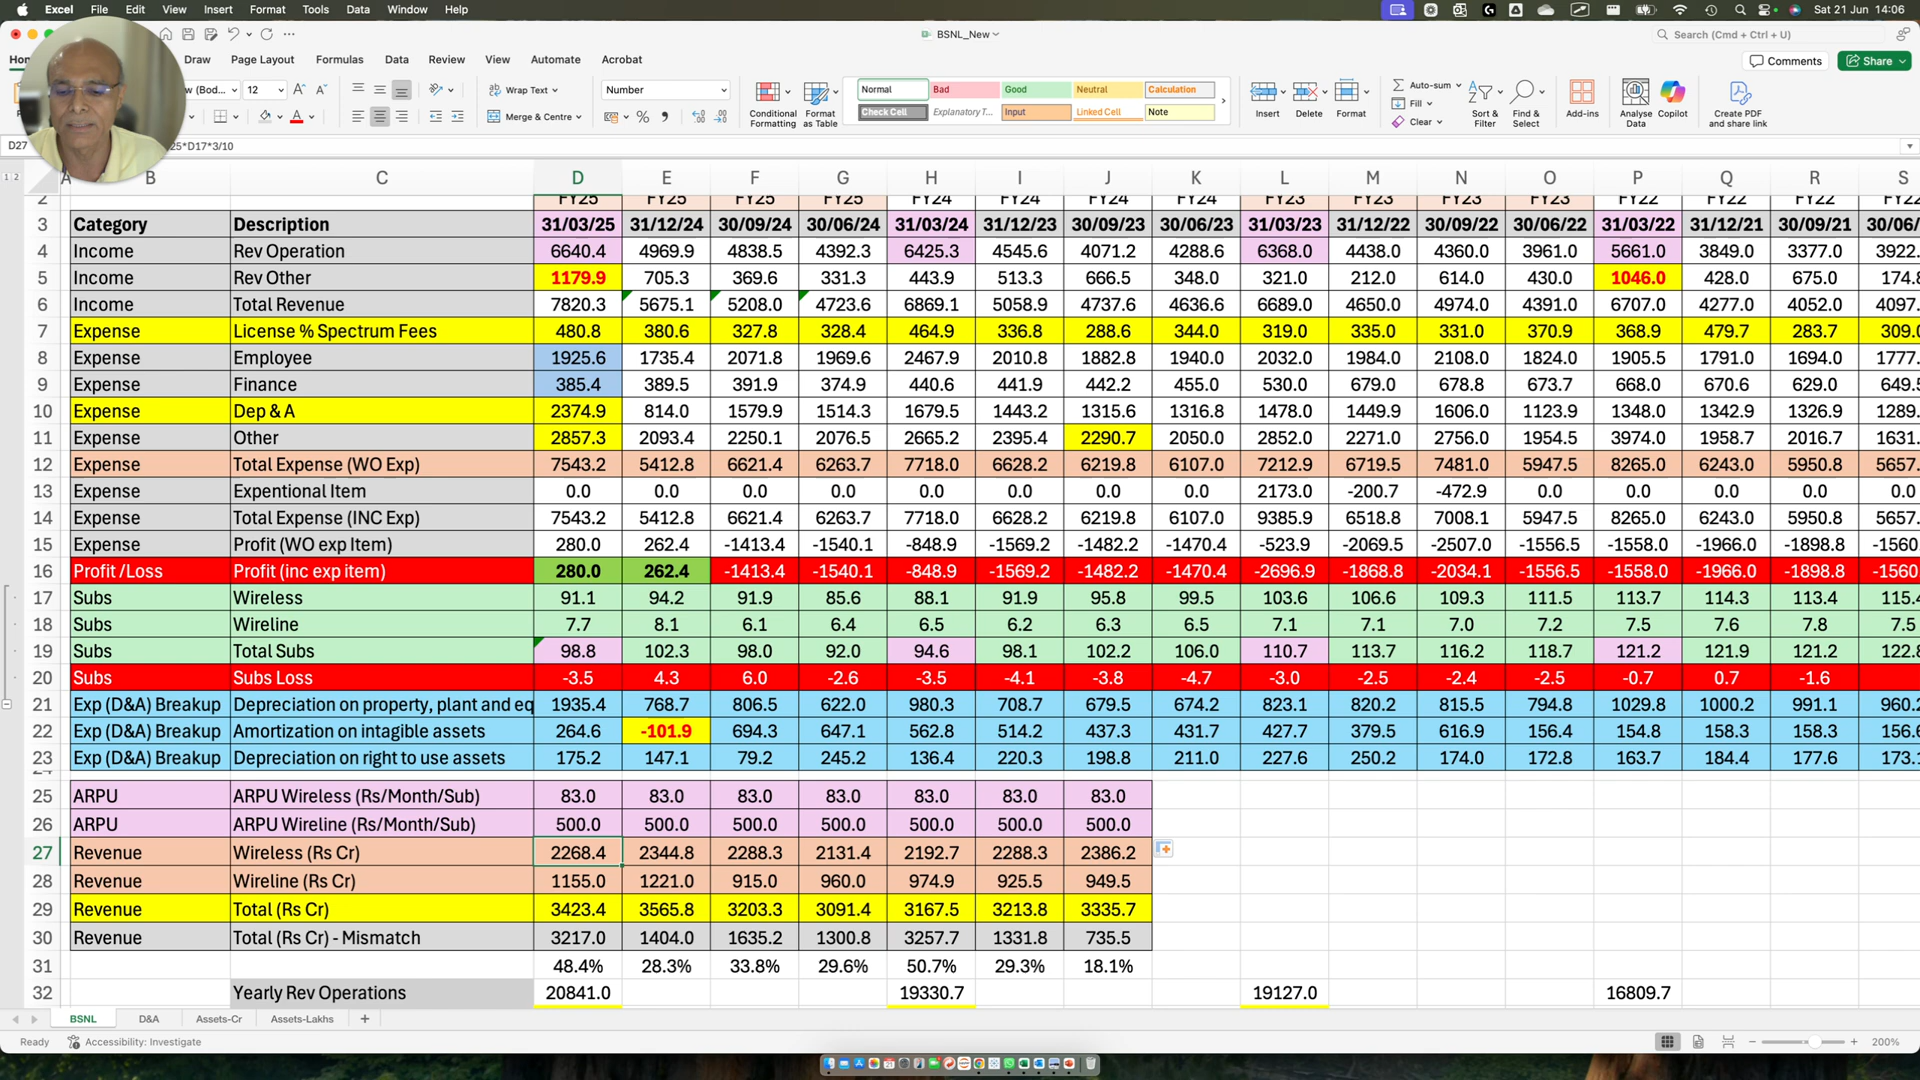 Excel File Edit View Insert Format Tools Data Window Help Sat 21 Jun 14:06
BSNL_New Search (Cmd + Ctrl + U)
Draw Page Layout Formulas Data Review View Automate Acrobat Comments Share
12 Wrap Text Number Normal Bad Good Neutral Calculation Auto-sum
Merge & Centre Conditional Formatting Format as Table Check Cell Explanatory T... Input Linked Cell Note Insert Delete Format Fill Clear Sort & Filter Find & Select Add-ins Analyse Data Copilot Create PDF and share link
D27 25*D17*3/10
1 2 A B C D E F G H I J K L M N O P Q R S
2 FY25 FY25 FY25 FY25 FY24 FY24 FY24 FY24 FY23 FY23 FY23 FY23 FY22 FY22 FY22
3 Category Description 31/03/25 31/12/24 30/09/24 30/06/24 31/03/24 31/12/23 30/09/23 30/06/23 31/03/23 31/12/22 30/09/22 30/06/22 31/03/22 31/12/21 30/09/21 30/06/
4 Income Rev Operation 6640.4 4969.9 4838.5 4392.3 6425.3 4545.6 4071.2 4288.6 6368.0 4438.0 4360.0 3961.0 5661.0 3849.0 3377.0 3922.
5 Income Rev Other 1179.9 705.3 369.6 331.3 443.9 513.3 666.5 348.0 321.0 212.0 614.0 430.0 1046.0 428.0 675.0 174.
6 Income Total Revenue 7820.3 5675.1 5208.0 4723.6 6869.1 5058.9 4737.6 4636.6 6689.0 4650.0 4974.0 4391.0 6707.0 4277.0 4052.0 4097.
7 Expense License % Spectrum Fees 480.8 380.6 327.8 328.4 464.9 336.8 288.6 344.0 319.0 335.0 331.0 370.9 368.9 479.7 283.7 309.
8 Expense Employee 1925.6 1735.4 2071.8 1969.6 2467.9 2010.8 1882.8 1940.0 2032.0 1984.0 2108.0 1824.0 1905.5 1791.0 1694.0 1777.
9 Expense Finance 385.4 389.5 391.9 374.9 440.6 441.9 442.2 455.0 530.0 679.0 678.8 673.7 668.0 670.6 629.0 649.
10 Expense Dep & A 2374.9 814.0 1579.9 1514.3 1679.5 1443.2 1315.6 1316.8 1478.0 1449.9 1606.0 1123.9 1348.0 1342.9 1326.9 1289.
11 Expense Other 2857.3 2093.4 2250.1 2076.5 2665.2 2395.4 2290.7 2050.0 2852.0 2271.0 2756.0 1954.5 3974.0 1958.7 2016.7 1631.
12 Expense Total Expense (WO Exp) 7543.2 5412.8 6621.4 6263.7 7718.0 6628.2 6219.8 6107.0 7212.9 6719.5 7481.0 5947.5 8265.0 6243.0 5950.8 5657.
13 Expense Expentional Item 0.0 0.0 0.0 0.0 0.0 0.0 0.0 0.0 2173.0 -200.7 -472.9 0.0 0.0 0.0 0.0 0.0
14 Expense Total Expense (INC Exp) 7543.2 5412.8 6621.4 6263.7 7718.0 6628.2 6219.8 6107.0 9385.9 6518.8 7008.1 5947.5 8265.0 6243.0 5950.8 5657.
15 Expense Profit (WO exp Item) 280.0 262.4 -1413.4 -1540.1 -848.9 -1569.2 -1482.2 -1470.4 -523.9 -2069.5 -2507.0 -1556.5 -1558.0 -1966.0 -1898.8 -1560
16 Profit /Loss Profit (inc exp item) 280.0 262.4 -1413.4 -1540.1 -848.9 -1569.2 -1482.2 -1470.4 -2696.9 -1868.8 -2034.1 -1556.5 -1558.0 -1966.0 -1898.8 -1560
17 Subs Wireless 91.1 94.2 91.9 85.6 88.1 91.9 95.8 99.5 103.6 106.6 109.3 111.5 113.7 114.3 113.4 115.
18 Subs Wireline 7.7 8.1 6.1 6.4 6.5 6.2 6.3 6.5 7.1 7.1 7.0 7.2 7.5 7.6 7.8 7.5
19 Subs Total Subs 98.8 102.3 98.0 92.0 94.6 98.1 102.2 106.0 110.7 113.7 116.2 118.7 121.2 121.9 121.2 122.
20 Subs Subs Loss -3.5 4.3 6.0 -2.6 -3.5 -4.1 -3.8 -4.7 -3.0 -2.5 -2.4 -2.5 -0.7 0.7 -1.6
21 Exp (D&A) Breakup Depreciation on property, plant and eq 1935.4 768.7 806.5 622.0 980.3 708.7 679.5 674.2 823.1 820.2 815.5 794.8 1029.8 1000.2 991.1 960.
22 Exp (D&A) Breakup Amortization on intagible assets 264.6 -101.9 694.3 647.1 562.8 514.2 437.3 431.7 427.7 379.5 616.9 156.4 154.8 158.3 158.3 156.
23 Exp (D&A) Breakup Depreciation on right to use assets 175.2 147.1 79.2 245.2 136.4 220.3 198.8 211.0 227.6 250.2 174.0 172.8 163.7 184.4 177.6 173.
25 ARPU ARPU Wireless (Rs/Month/Sub) 83.0 83.0 83.0 83.0 83.0 83.0 83.0
26 ARPU ARPU Wireline (Rs/Month/Sub) 500.0 500.0 500.0 500.0 500.0 500.0 500.0
27 Revenue Wireless (Rs Cr) 2268.4 2344.8 2288.3 2131.4 2192.7 2288.3 2386.2
28 Revenue Wireline (Rs Cr) 1155.0 1221.0 915.0 960.0 974.9 925.5 949.5
29 Revenue Total (Rs Cr) 3423.4 3565.8 3203.3 3091.4 3167.5 3213.8 3335.7
30 Revenue Total (Rs Cr) - Mismatch 3217.0 1404.0 1635.2 1300.8 3257.7 1331.8 735.5
31 48.4% 28.3% 33.8% 29.6% 50.7% 29.3% 18.1%
32 Yearly Rev Operations 20841.0 19330.7 19127.0 16809.7
BSNL D&A Assets-Cr Assets-Lakhs
Ready Accessibility: Investigate 200%